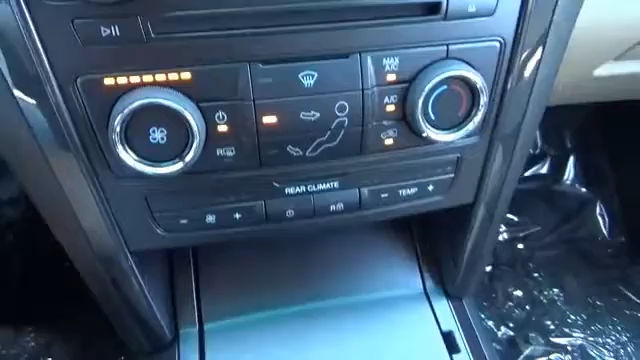 MAX
A/C
A/C
R
REAR CLIMATE
- + R - TEMP +